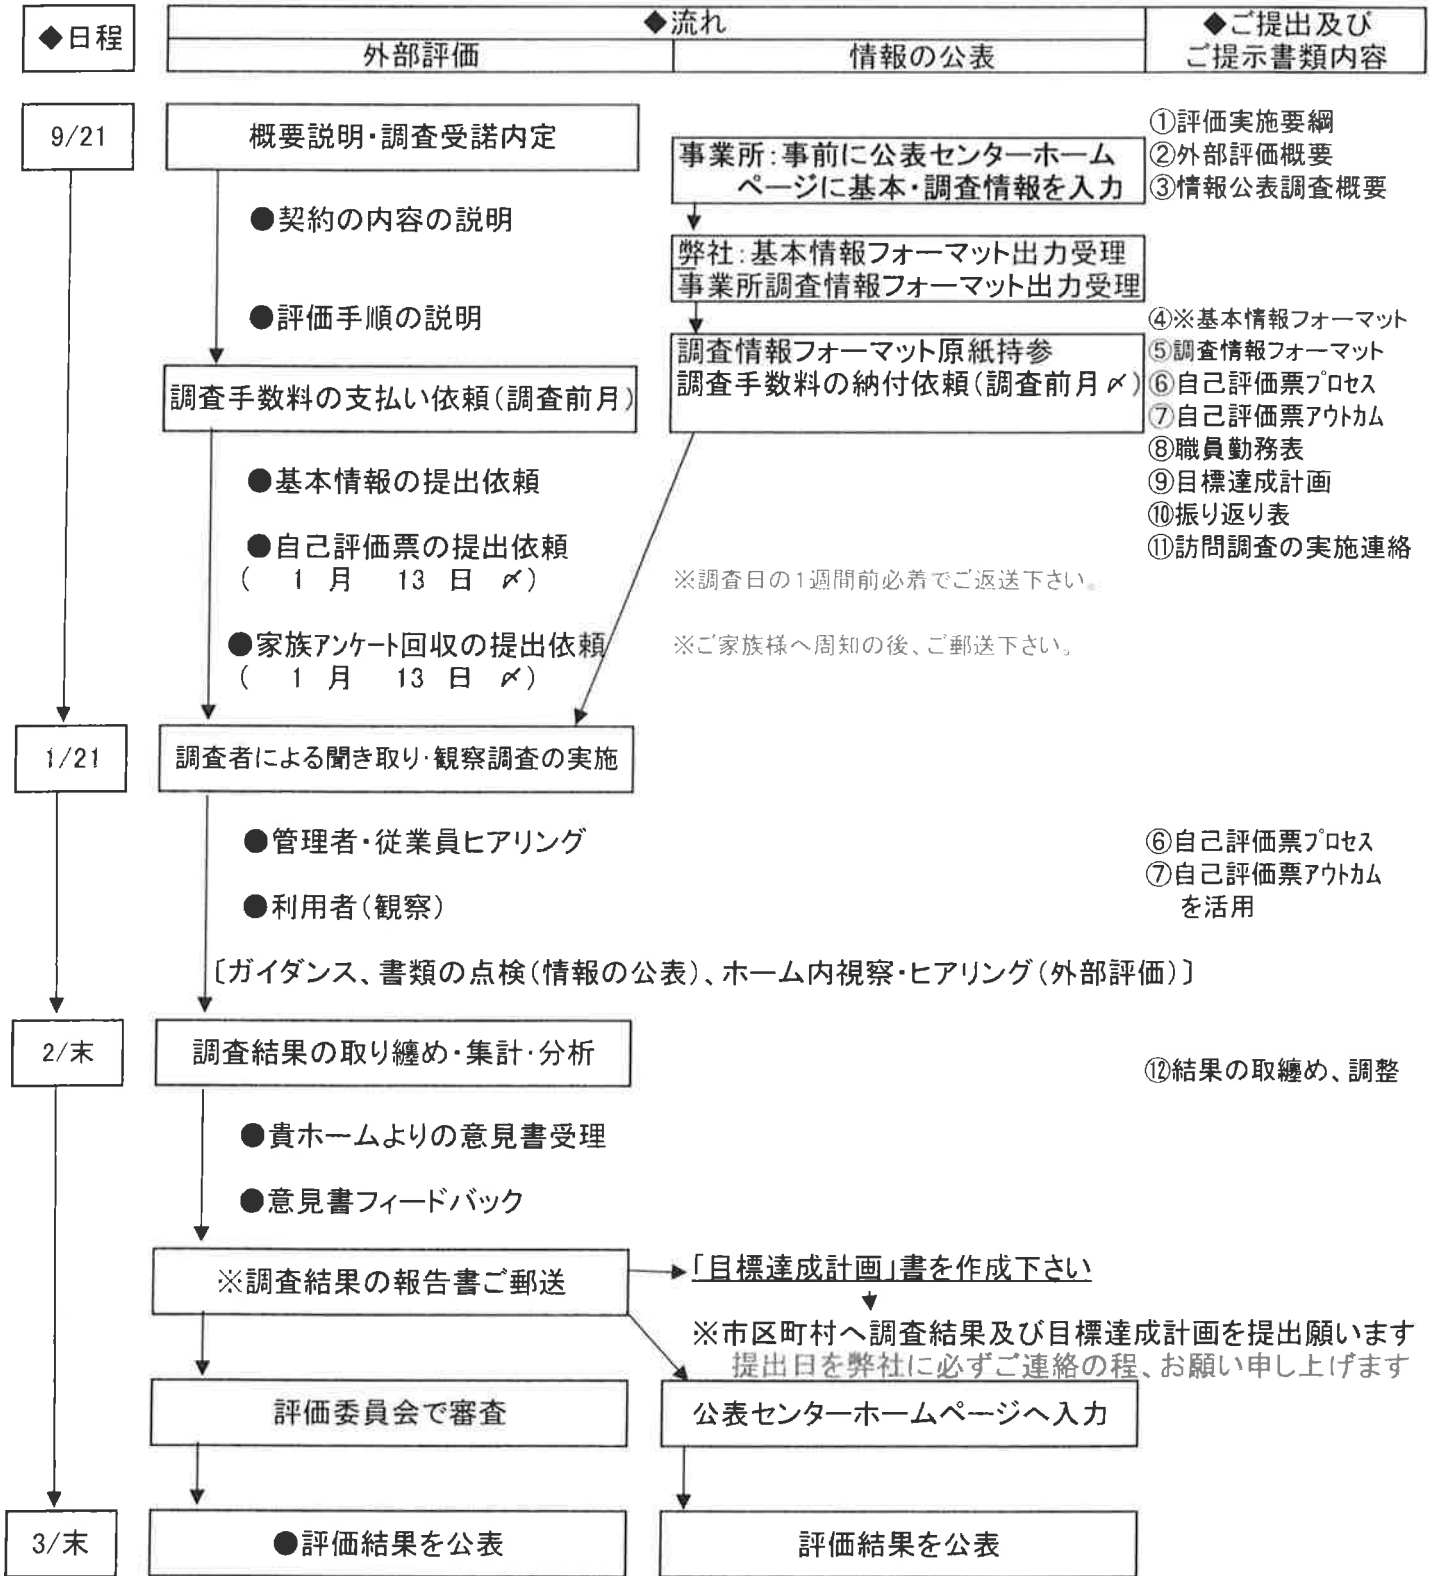 ◆日程
◆流れ
◆ご提出及び
ご提示書類内容
外部評価
情報の公表
9/21
概要説明・調査受諾内定
①評価実施要綱
②外部評価概要
③情報公表調査概要
事業所:事前に公表センターホーム
ページに基本・調査情報を入力
●契約の内容の説明
弊社:基本情報フォーマット出力受理
事業所調査情報フォーマット出力受理
●評価手順の説明
④※基本情報フォーマット
⑤調査情報フォーマット
⑥自己評価票プロセス
⑦自己評価票アウトカム
⑧職員勤務表
⑨目標達成計画
⑩振り返り表
⑪訪問調査の実施連絡
調査情報フォーマット原紙持参
調査手数料の納付依頼(調査前月〆)
調査手数料の支払い依頼(調査前月)
●基本情報の提出依頼
●自己評価票の提出依頼
( 1 月 13 日 〆)
※調査日の1週間前必着でご返送下さい。
●家族アンケート回収の提出依頼
( 1 月 13 日 〆)
※ご家族様へ周知の後、ご郵送下さい。
1/21
調査者による聞き取り・観察調査の実施
●管理者・従業員ヒアリング
⑥自己評価票プロセス
⑦自己評価票アウトカム
を活用
●利用者(観察)
〔ガイダンス、書類の点検(情報の公表)、ホーム内視察・ヒアリング(外部評価)〕
2/末
調査結果の取り纏め・集計・分析
⑫結果の取纏め、調整
●貴ホームよりの意見書受理
●意見書フィードバック
※調査結果の報告書ご郵送
「目標達成計画」書を作成下さい
※市区町村へ調査結果及び目標達成計画を提出願います
提出日を弊社に必ずご連絡の程、お願い申し上げます
評価委員会で審査
公表センターホームページへ入力
3/末
●評価結果を公表
評価結果を公表